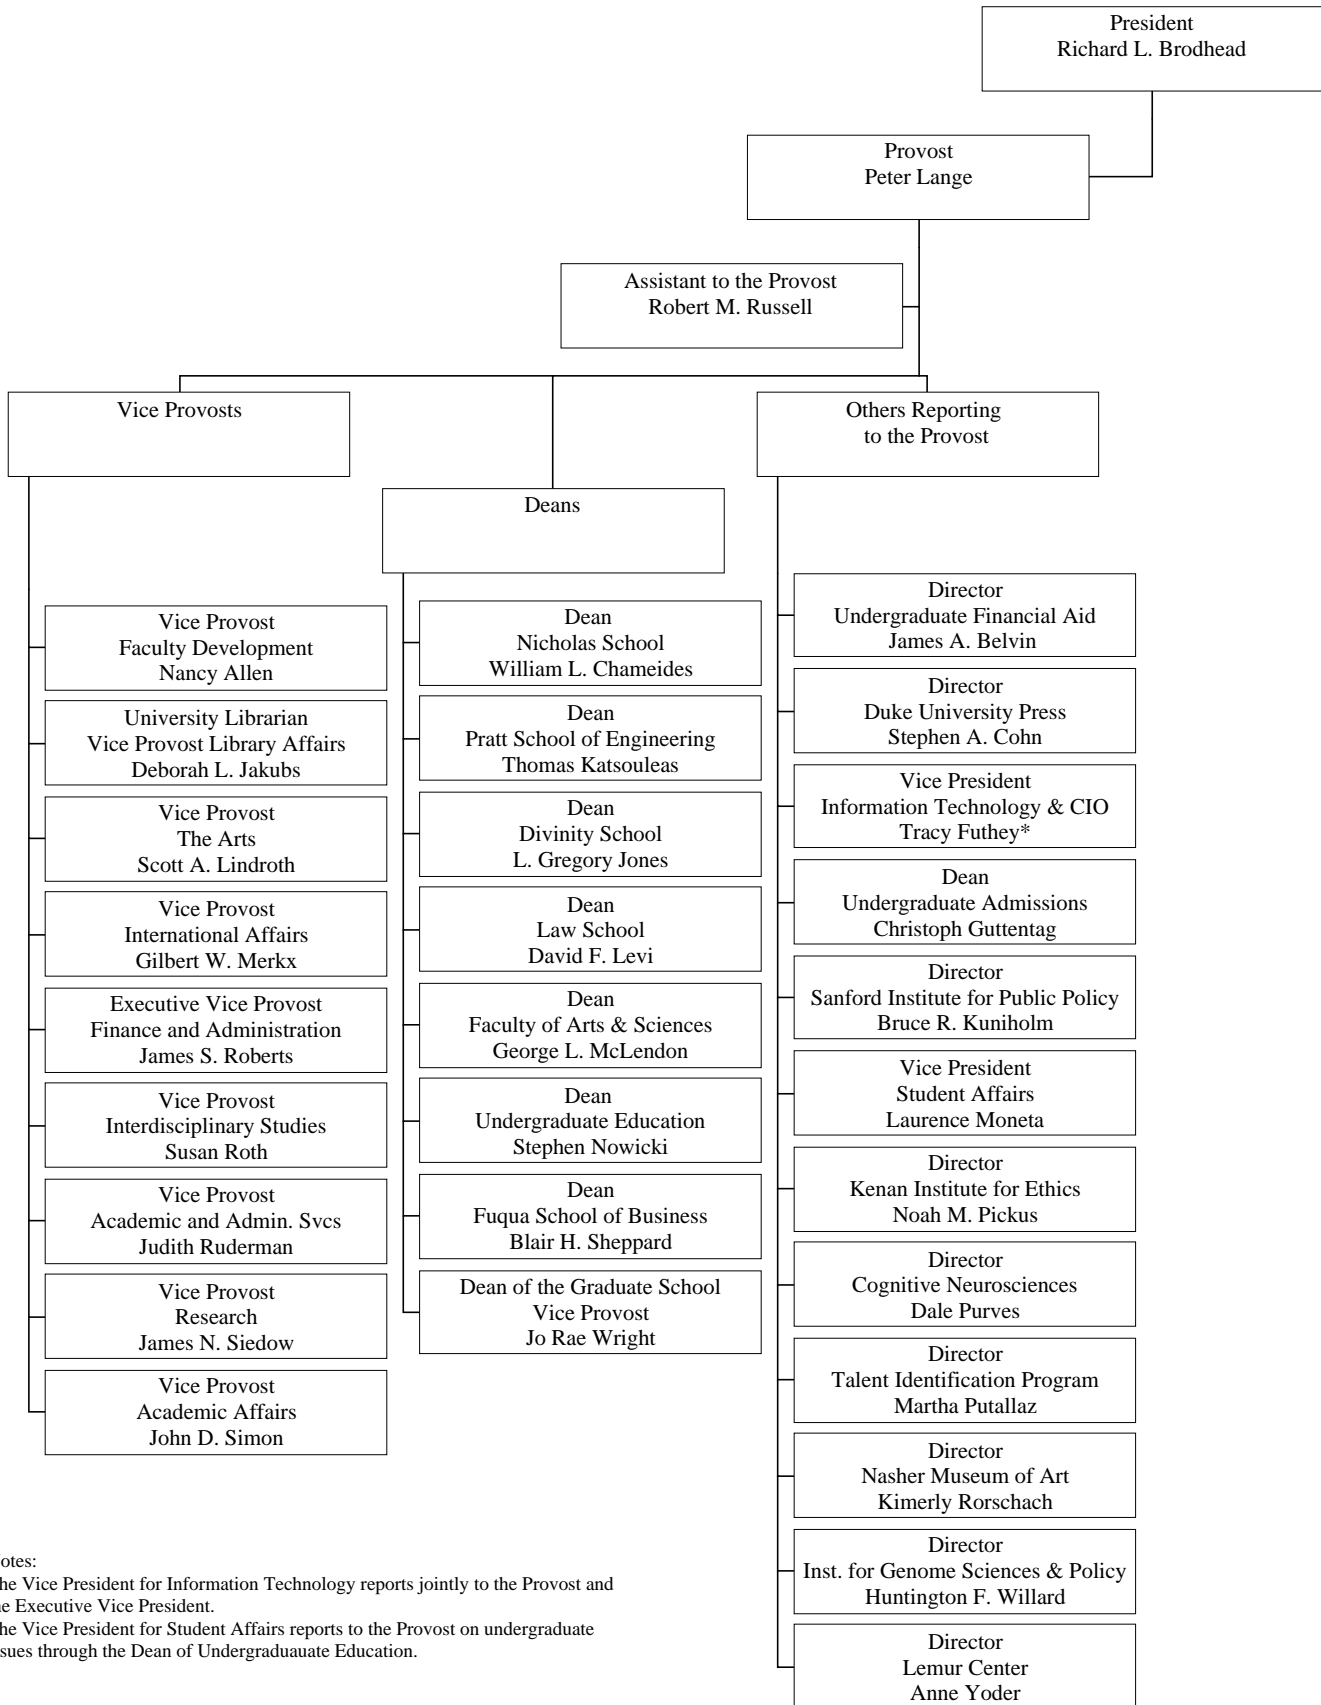 President
Richard L. Brodhead
Provost
Peter Lange
Assistant to the Provost
Robert M. Russell
Vice Provosts
Others Reporting
to the Provost
Deans
Vice Provost
Faculty Development
Nancy Allen
University Librarian
Vice Provost Library Affairs
Deborah L. Jakubs
Vice Provost
The Arts
Scott A. Lindroth
Vice Provost
International Affairs
Gilbert W. Merkx
Executive Vice Provost
Finance and Administration
James S. Roberts
Vice Provost
Interdisciplinary Studies
Susan Roth
Vice Provost
Academic and Admin. Svcs
Judith Ruderman
Vice Provost
Research
James N. Siedow
Vice Provost
Academic Affairs
John D. Simon
Dean
Nicholas School
William L. Chameides
Dean
Pratt School of Engineering
Thomas Katsouleas
Dean
Divinity School
L. Gregory Jones
Dean
Law School
David F. Levi
Dean
Faculty of Arts & Sciences
George L. McLendon
Dean
Undergraduate Education
Stephen Nowicki
Dean
Fuqua School of Business
Blair H. Sheppard
Dean of the Graduate School
Vice Provost
Jo Rae Wright
Director
Undergraduate Financial Aid
James A. Belvin
Director
Duke University Press
Stephen A. Cohn
Vice President
Information Technology & CIO
Tracy Futhey*
Dean
Undergraduate Admissions
Christoph Guttentag
Director
Sanford Institute for Public Policy
Bruce R. Kuniholm
Vice President
Student Affairs
Laurence Moneta
Director
Kenan Institute for Ethics
Noah M. Pickus
Director
Cognitive Neurosciences
Dale Purves
Director
Talent Identification Program
Martha Putallaz
Director
Nasher Museum of Art
Kimerly Rorschach
Director
Inst. for Genome Sciences & Policy
Huntington F. Willard
Director
Lemur Center
Anne Yoder
otes:
he Vice President for Information Technology reports jointly to the Provost and
e Executive Vice President.
he Vice President for Student Affairs reports to the Provost on undergraduate
sues through the Dean of Undergraduauate Education.